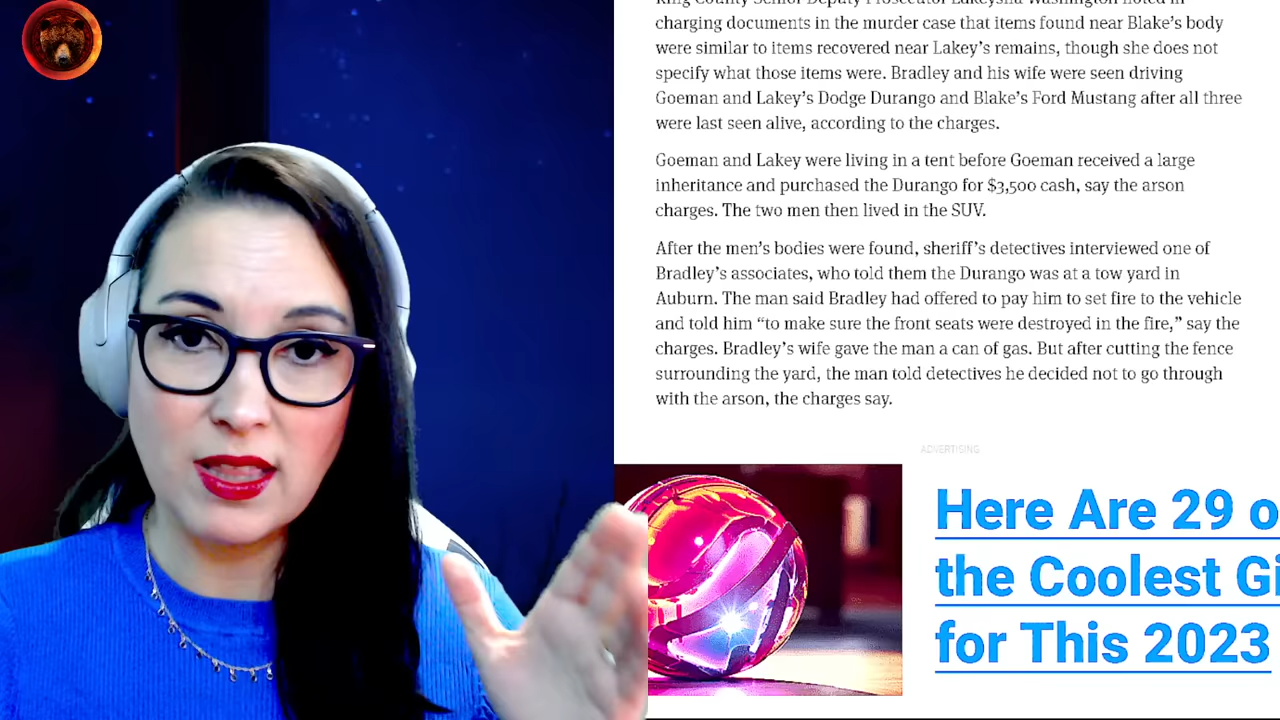 charging documents in the murder case that items found near Blake's body
were similar to items recovered near Lakey's remains, though she does not
specify what those items were. Bradley and his wife were seen driving
Goeman and Lakey's Dodge Durango and Blake's Ford Mustang after all three
were last seen alive, according to the charges.
Goeman and Lakey were living in a tent before Goeman received a large
inheritance and purchased the Durango for $3,500 cash, say the arson
charges. The two men then lived in the SUV.
After the men's bodies were found, sheriff's detectives interviewed one of
Bradley's associates, who told them the Durango was at a tow yard in
Auburn. The man said Bradley had offered to pay him to set fire to the vehicle
and told him “to make sure the front seats were destroyed in the fire,” say the
charges. Bradley's wife gave the man a can of gas. But after cutting the fence
surrounding the yard, the man told detectives he decided not to go through
with the arson, the charges say.
ADVERTISING
Here Are 29 o
the Coolest Gi
for This 2023